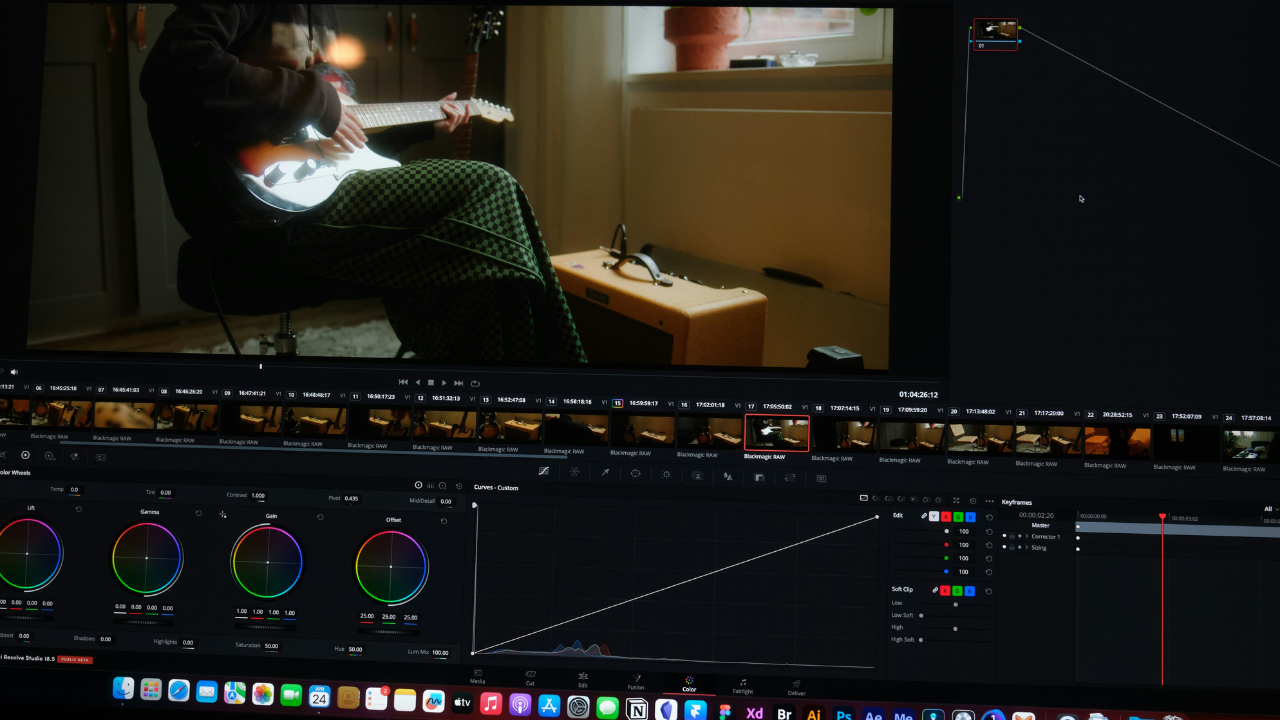 01
01:04:26:12
13:21 V1 06 16:45:25:18 V1 07 16:45:41:03 V1 08 16:46:26:20 V1 09 16:47:41:21 V1 10 16:48:46:17 V1 11 16:50:17:23 V1 12 16:51:32:13 V1 13 16:52:47:08 V1 14 16:58:18:16 V1 15 16:59:59:17 V1 16 17:02:01:18 V1 17 17:05:50:02 V1 18 17:07:14:15 V1 19 17:09:59:20 V1 20 17:13:48:02 V1 21 17:17:20:00 V1 22 20:28:52:15 V1 23 17:52:07:09 V1 24 17:57:08:14
Blackmagic RAW Blackmagic RAW Blackmagic RAW Blackmagic RAW Blackmagic RAW Blackmagic RAW Blackmagic RAW Blackmagic RAW Blackmagic RAW Blackmagic RAW Blackmagic RAW Blackmagic RAW Blackmagic RAW Blackmagic RAW Blackmagic RAW Blackmagic RAW Blackmagic RAW Blackmagic RAW
Color Wheels
Temp 0.0 Tint 0.00 Contrast 1.000 Pivot 0.435 Mid/Detail 0.00
Lift Gamma Gain Offset
0.00 0.00 0.00 0.00 0.00 0.00 0.00 1.00 1.00 1.00 1.00 25.00 25.00 25.00
Boost 0.00 Shadows 0.00 Highlights 0.00 Saturation 50.00 Hue 50.00 Lum Mix 100.00
Curves - Custom
Edit Y R G B
100
100
100
100
Soft Clip R G B
Low
Low Soft
High
High Soft
Keyframes
All
00:00:02:20 00:00:00:00 00:00:03:02 00:00
Master
Corrector 1
Sizing
Resolve Studio 18.5 PUBLIC BETA
Media Cut Edit Fusion Color Fairlight Deliver
APR
24
2
tv
N
Xd Br Ai Ps Ae Me